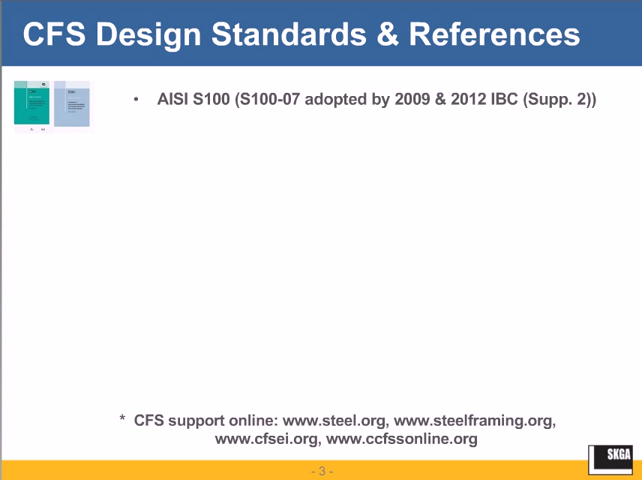 CFS Design Standards & References
• AISI S100 (S100-07 adopted by 2009 & 2012 IBC (Supp. 2))
* CFS support online: www.steel.org, www.steelframing.org,
www.cfsei.org, www.ccfssonline.org
SKGA
- 3 -